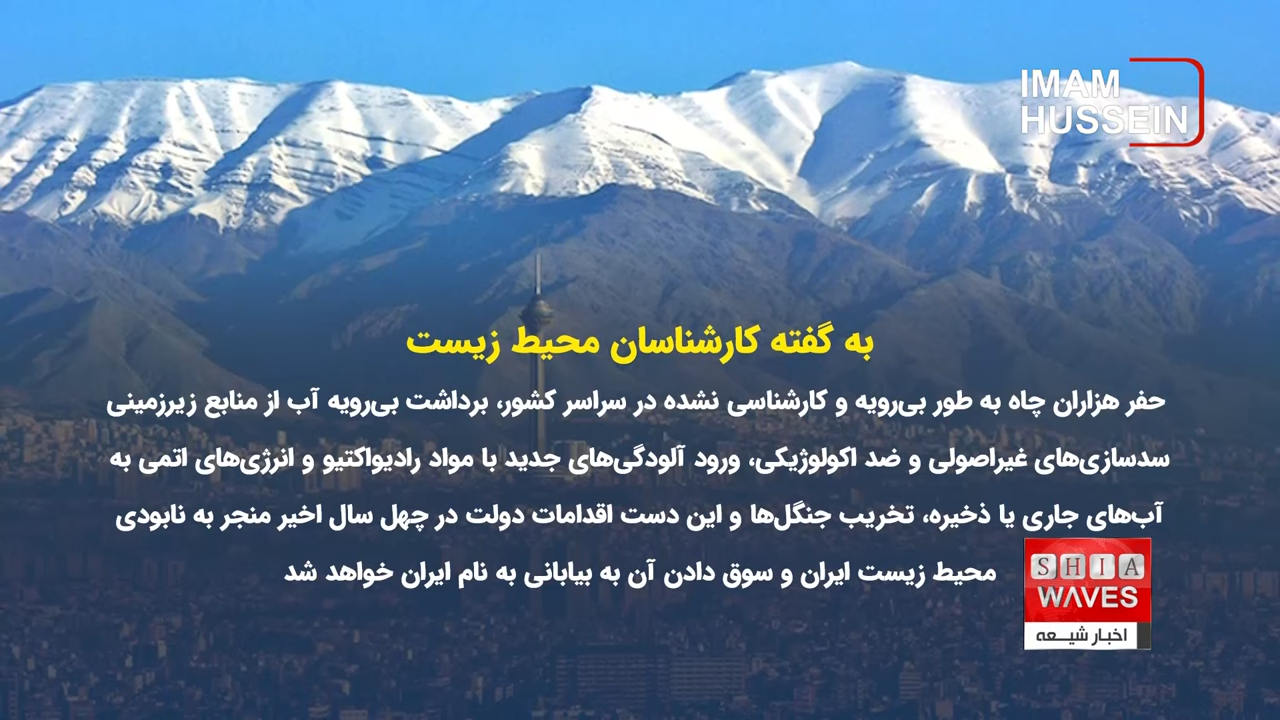 IMAM
HUSSEIN
به گفته کارشناسان محیط زیست
حفر هزاران چاه به طور بی‌رویه و کارشناسی نشده در سراسر کشور، برداشت بی‌رویه آب از منابع زیرزمینی
سدسازی‌های غیراصولی و ضد اکولوژیکی، ورود آلودگی‌های جدید با مواد رادیواکتیو و انرژی‌های اتمی به
آب‌های جاری یا ذخیره، تخریب جنگل‌ها و این دست اقدامات دولت در چهل سال اخیر منجر به نابودی
محیط زیست ایران و سوق دادن آن به بیابانی به نام ایران خواهد شد
SHIA
WAVES
اخبار شیـعه